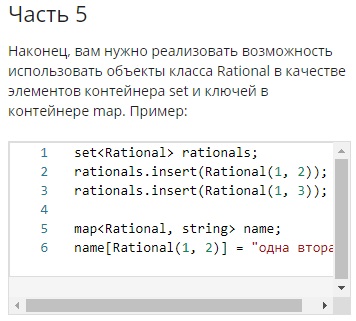 Часть 5
Наконец, вам нужно реализовать возможность
использовать объекты класса Rational в качестве
элементов контейнера set и ключей в
контейнере map. Пример:
1 set<Rational> rationals;
2 rationals.insert(Rational(1, 2));
3 rationals.insert(Rational(1, 3));
4
5 map<Rational, string> name;
6 name[Rational(1, 2)] = "одна втора